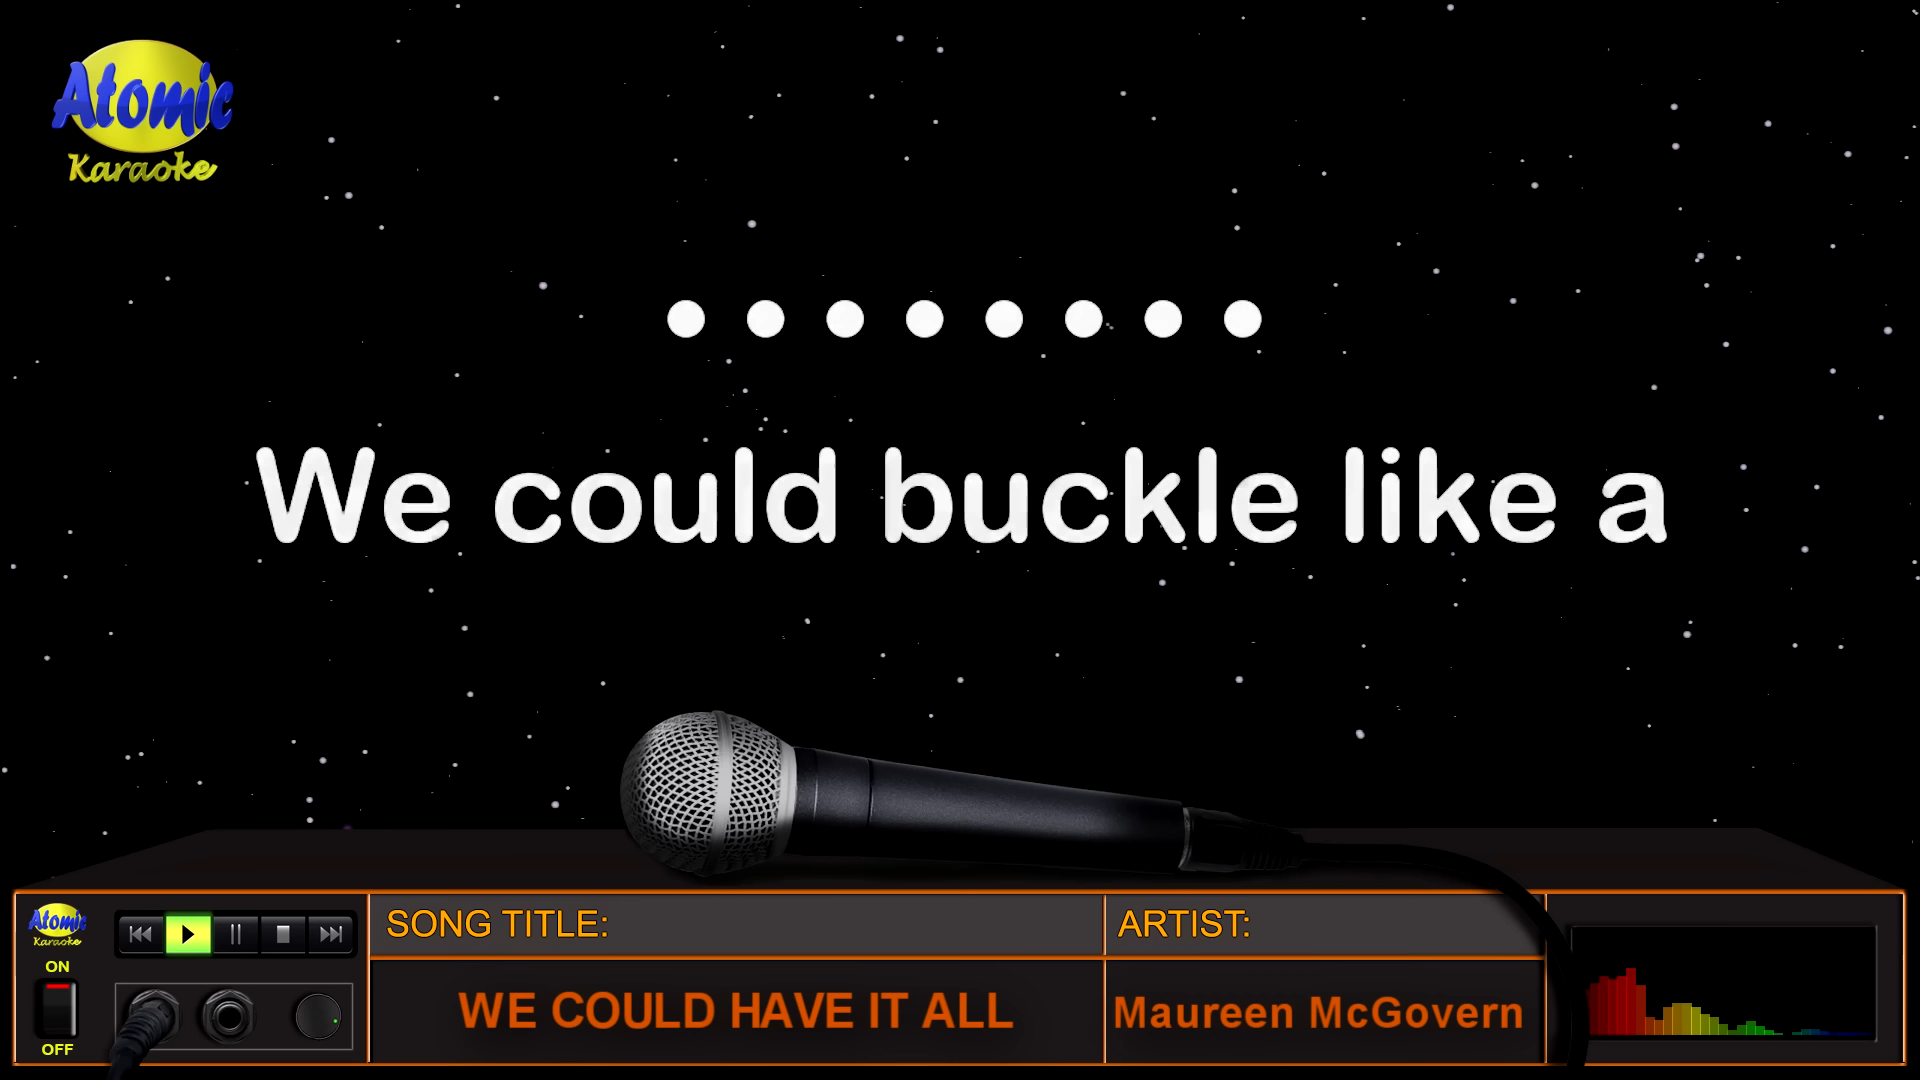 Atomic
Karaoke
We could buckle like a
Atomic
Karaoke
ON
OFF
SONG TITLE:
ARTIST:
WE COULD HAVE IT ALL
Maureen McGovern